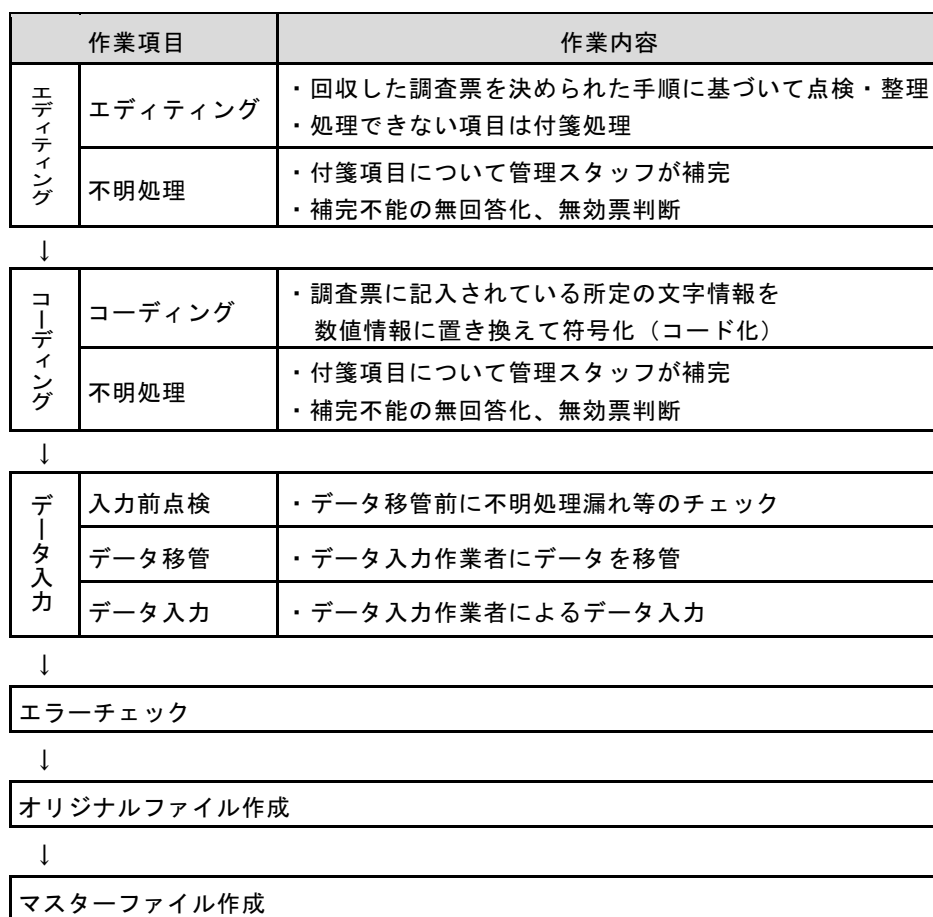 作業項目
作業内容
エディティング
エディティング
・回収した調査票を決められた手順に基づいて点検・整理
・処理できない項目は付箋処理
不明処理
・付箋項目について管理スタッフが補完
・補完不能の無回答化、無効票判断
↓
コーディング
コーディング
・調査票に記入されている所定の文字情報を
数値情報に置き換えて符号化（コード化）
不明処理
・付箋項目について管理スタッフが補完
・補完不能の無回答化、無効票判断
↓
データ入力
入力前点検
・データ移管前に不明処理漏れ等のチェック
データ移管
・データ入力作業者にデータを移管
データ入力
・データ入力作業者によるデータ入力
↓
エラーチェック
↓
オリジナルファイル作成
↓
マスターファイル作成